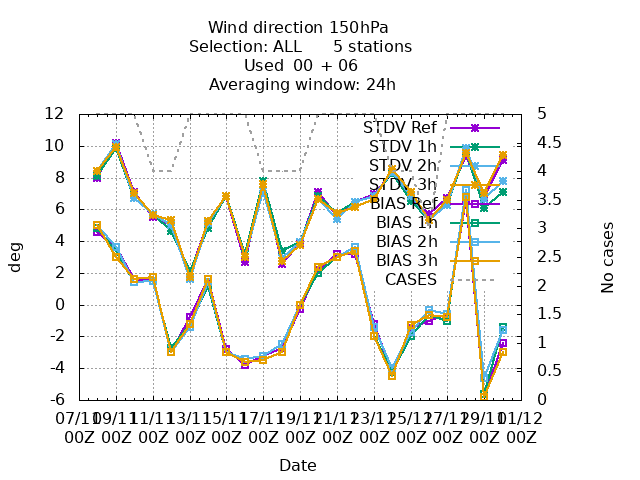 Wind direction 150hPa
Selection: ALL 5 stations
Used 00 + 06
Averaging window: 24h
12
10
8
6
4
2
0
-2
-4
-6
deg
5
4.5
4
3.5
3
2.5
2
1.5
1
0.5
0
No cases
STDV Ref
STDV 1h
STDV 2h
STDV 3h
BIAS Ref
BIAS 1h
BIAS 2h
BIAS 3h
CASES
07/11 09/11 11/11 13/11 15/11 17/11 19/11 21/11 23/11 25/11 27/11 29/11 01/12
00Z 00Z 00Z 00Z 00Z 00Z 00Z 00Z 00Z 00Z 00Z 00Z 00Z
Date